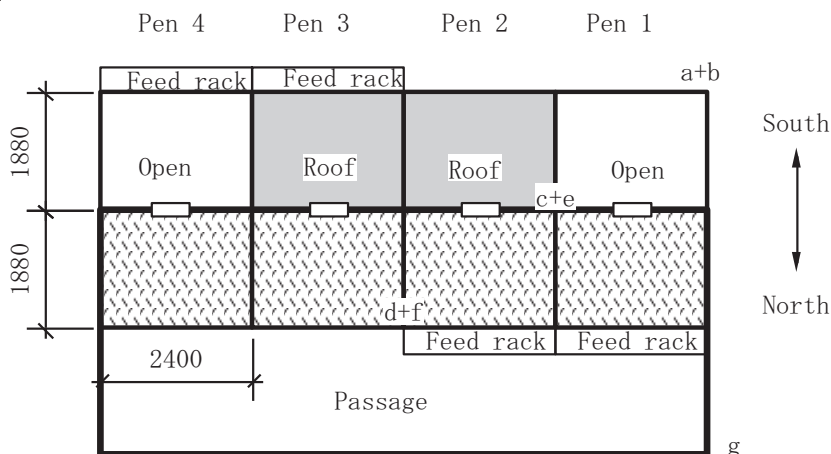 Pen 4 Pen 3 Pen 2 Pen 1
Feed rack Feed rack
a+b
1880
Open Roof Roof Open
South
c+e
1880
d+f
North
Feed rack Feed rack
2400
Passage
g